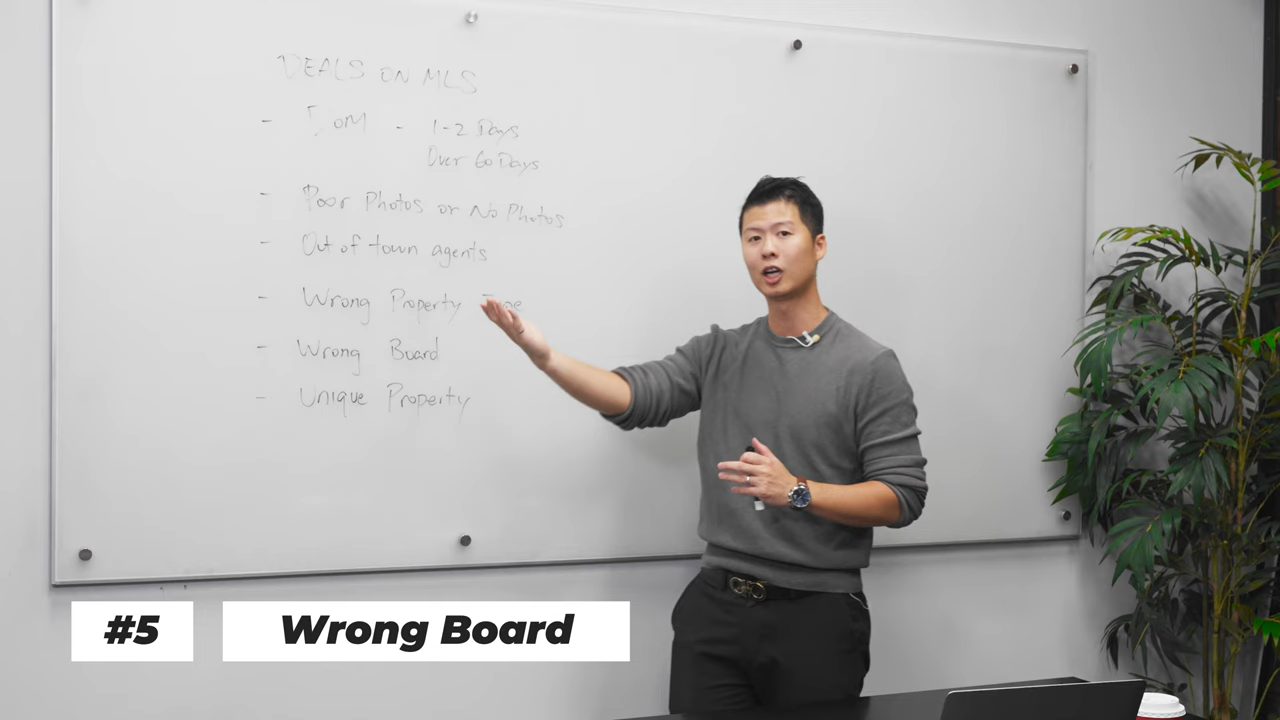 DEALS ON MLS
- DOM - 1-2 Days
Over 60 Days
- Poor Photos or No Photos
- Out of town agents
- Wrong Property
- Wrong Board
- Unique Property
#5 Wrong Board